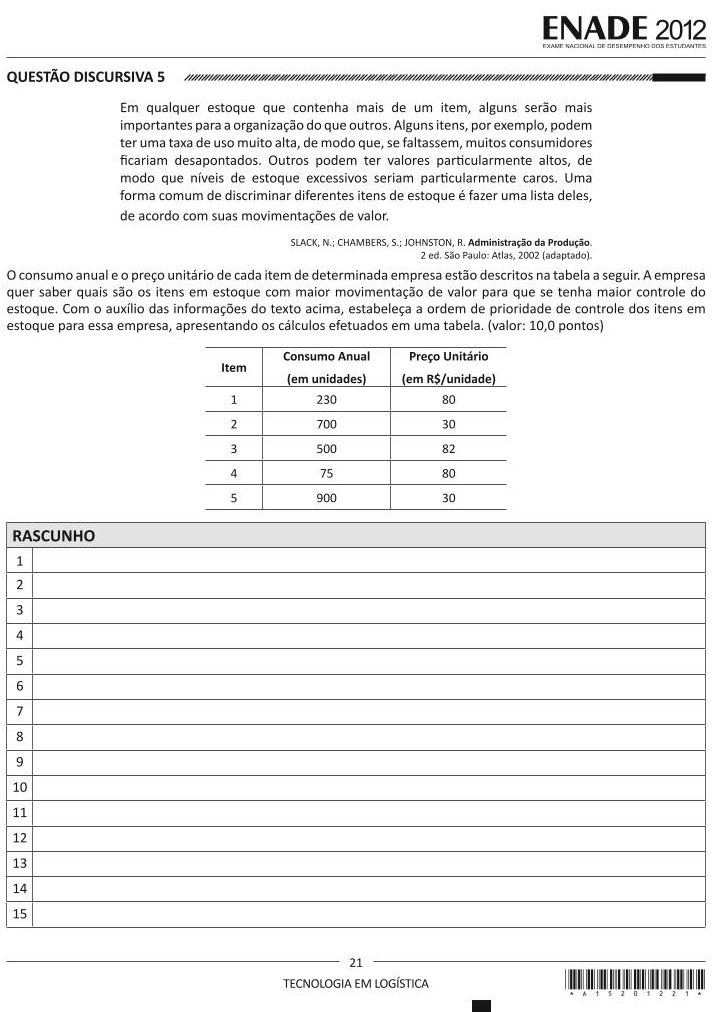 ENADE 2012
EXAME NACIONAL DE DESEMPENHO DOS ESTUDANTES
QUESTÃO DISCURSIVA 5
Em qualquer estoque que contenha mais de um item, alguns serão mais
importantes para a organização do que outros. Alguns itens, por exemplo, podem
ter uma taxa de uso muito alta, de modo que, se faltassem, muitos consumidores
ficariam desapontados. Outros podem ter valores particularmente altos, de
modo que níveis de estoque excessivos seriam particularmente caros. Uma
forma comum de discriminar diferentes itens de estoque é fazer uma lista deles,
de acordo com suas movimentações de valor.
SLACK, N.; CHAMBERS, S.; JOHNSTON, R. Administração da Produção.
2 ed. São Paulo: Atlas, 2002 (adaptado).
O consumo anual e o preço unitário de cada item de determinada empresa estão descritos na tabela a seguir. A empresa
quer saber quais são os itens em estoque com maior movimentação de valor para que se tenha maior controle do
estoque. Com o auxílio das informações do texto acima, estabeleça a ordem de prioridade de controle dos itens em
estoque para essa empresa, apresentando os cálculos efetuados em uma tabela. (valor: 10,0 pontos)
Item Consumo Anual (em unidades) Preço Unitário (em R$/unidade)
1 230 80
2 700 30
3 500 82
4 75 80
5 900 30
RASCUNHO
1
2
3
4
5
6
7
8
9
10
11
12
13
14
15
21
TECNOLOGIA EM LOGÍSTICA
* A 1 5 2 0 1 2 2 1 *